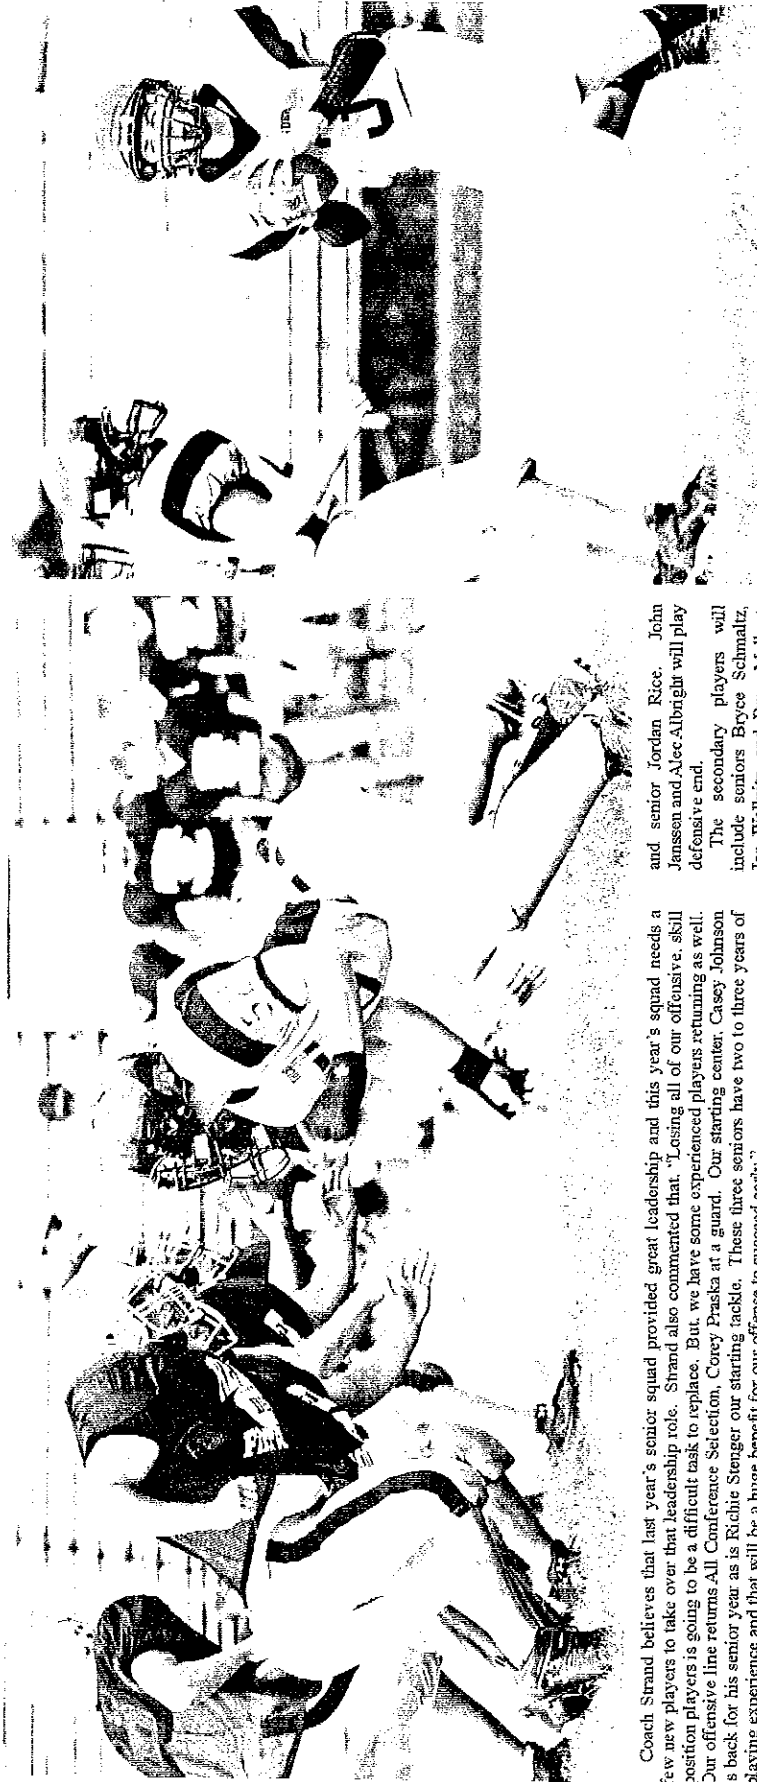 Coach Strand believes that last year's senior squad provided great leadership and this year's squad needs a
few new players to take over that leadership role. Strand also commented that, "Losing all of our offensive, skill
position players is going to be a difficult task to replace. But, we have some experienced players returning as well.
Our offensive line returns All Conference Selection, Corey Praska at a guard. Our starting center, Casey Johnson
s back for his senior year as is Richie Stenger our starting tackle. These three seniors have two to three years of
playing experience and that will be a huge benefit for our offense to succeed early."
and senior Jordan Rice. John
Janssen and Alec Albright will play
defensive end.
The secondary players will
include seniors Bryce Schmaltz,